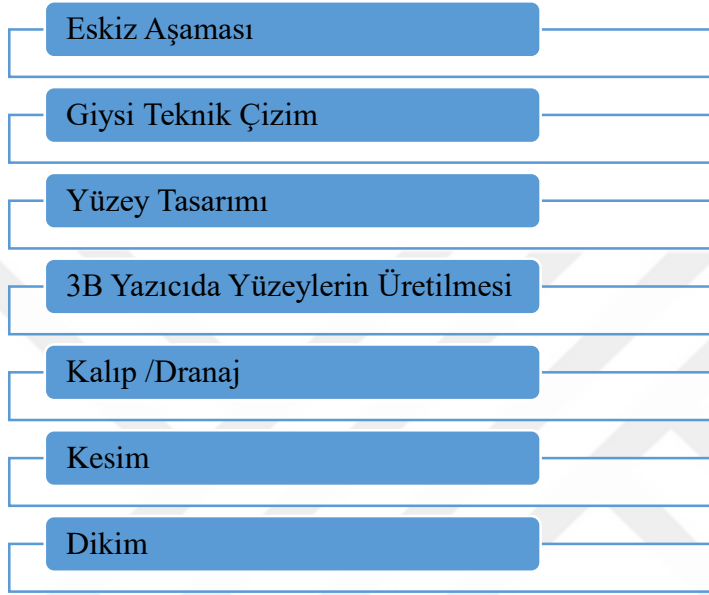 Eskiz Aşaması
Giysi Teknik Çizim
Yüzey Tasarımı
3B Yazıcıda Yüzeylerin Üretilmesi
Kalıp /Dranaj
Kesim
Dikim